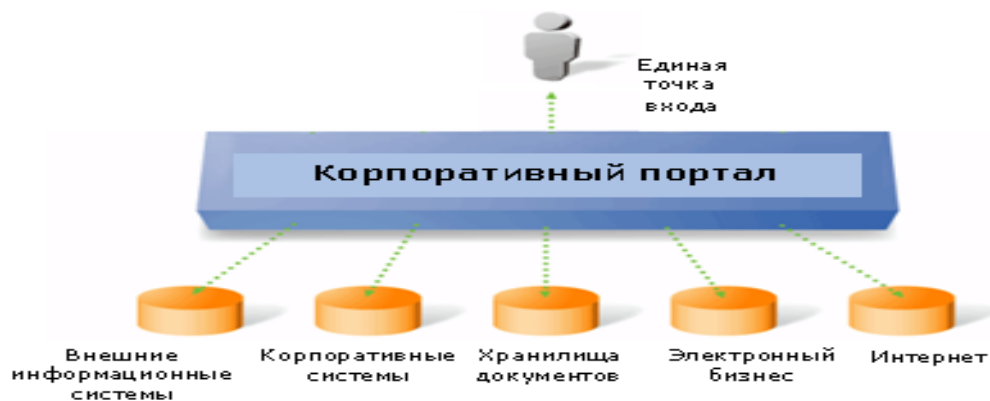 Единая
точка
входа
Корпоративный портал
Внешние
информационные
системы
Корпоративные
системы
Хранилища
документов
Электронный
бизнес
Интернет